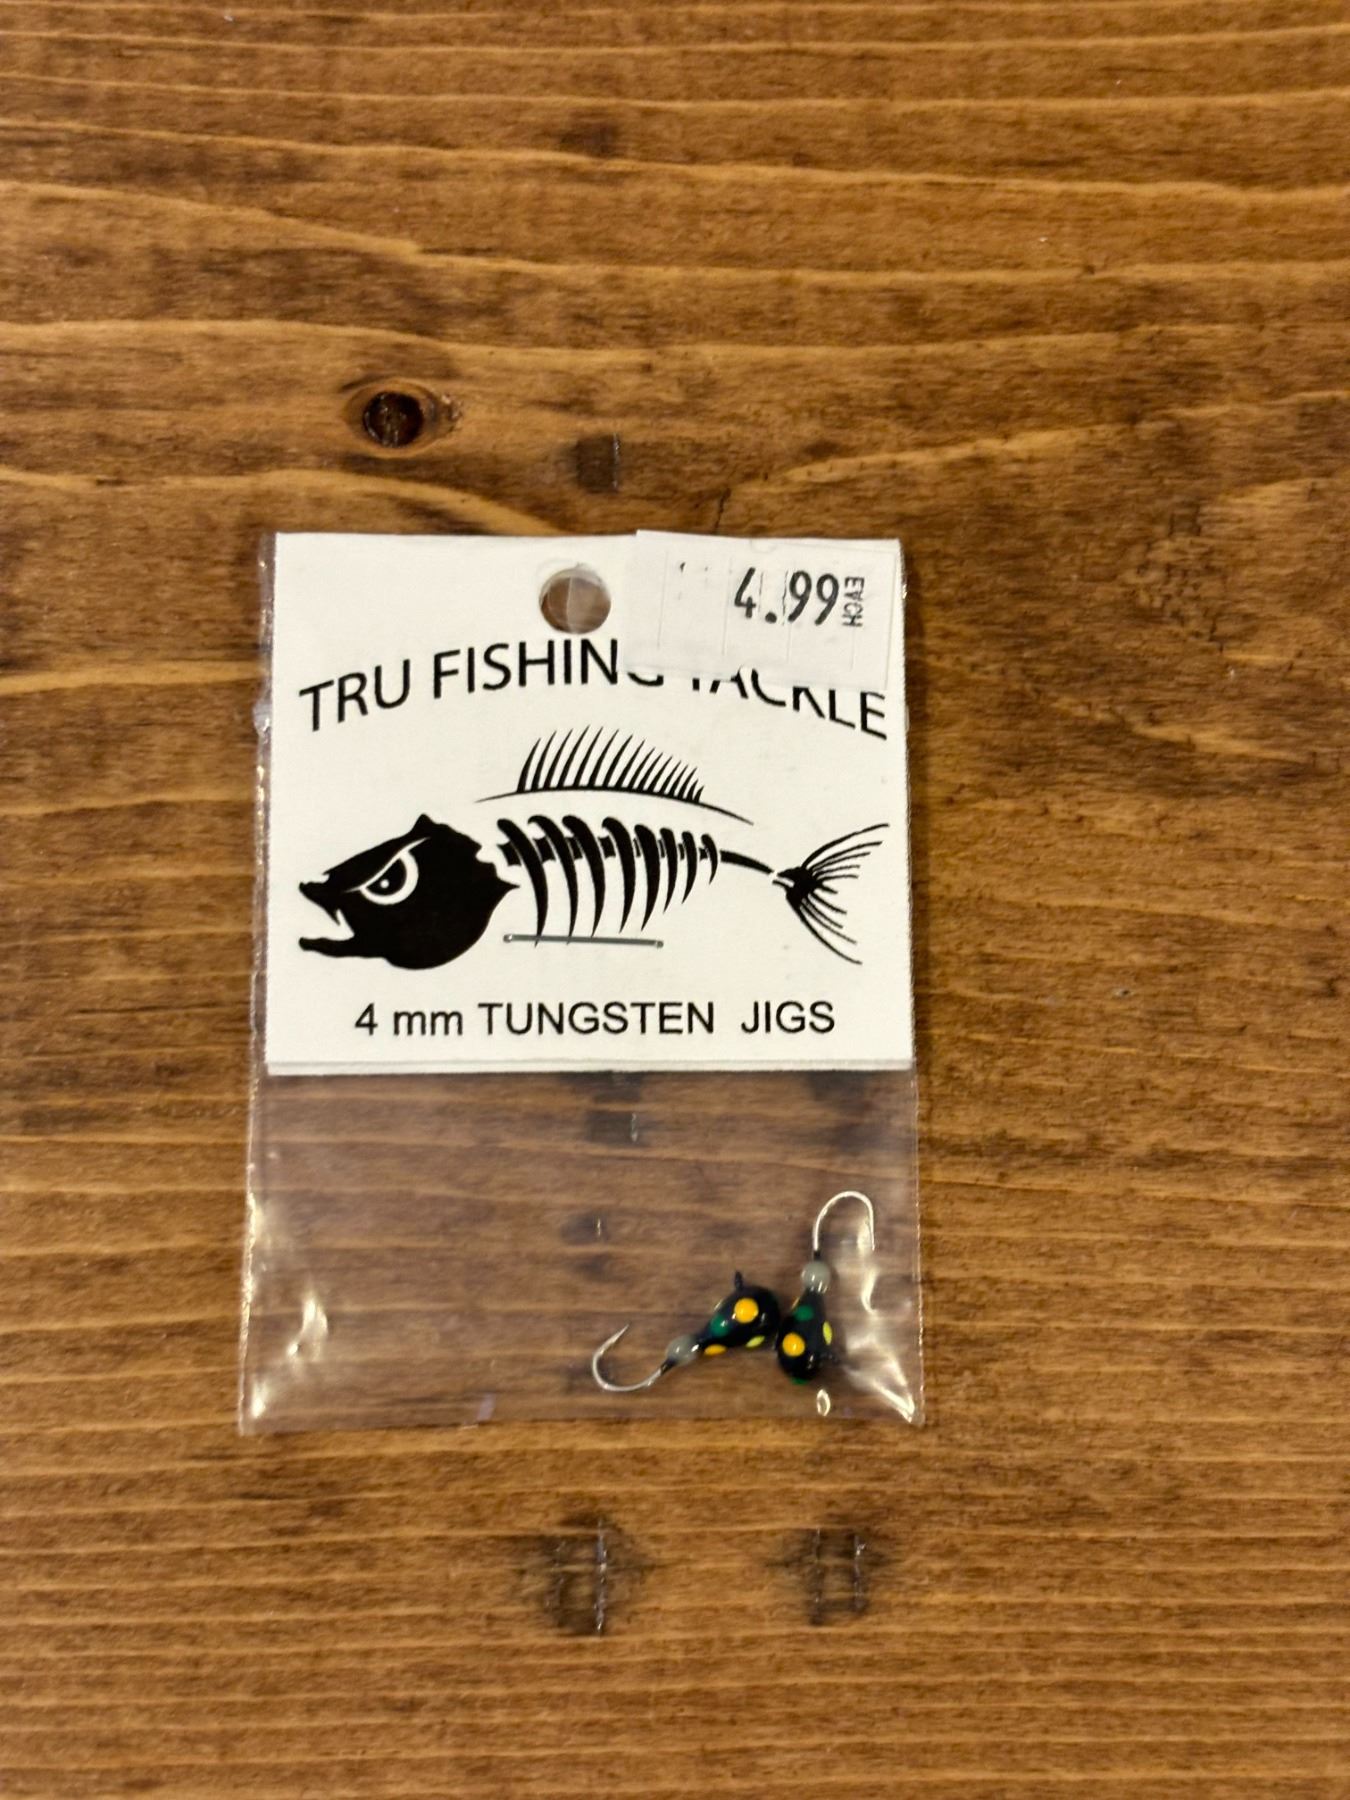 4.99 EACH
TRU FISHING TACKLE
4 mm TUNGSTEN JIGS